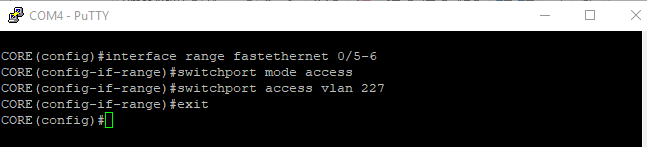 COM4 - PuTTY
CORE(config)#interface range fastethernet 0/5-6
CORE(config-if-range)#switchport mode access
CORE(config-if-range)#switchport access vlan 227
CORE(config-if-range)#exit
CORE(config)#